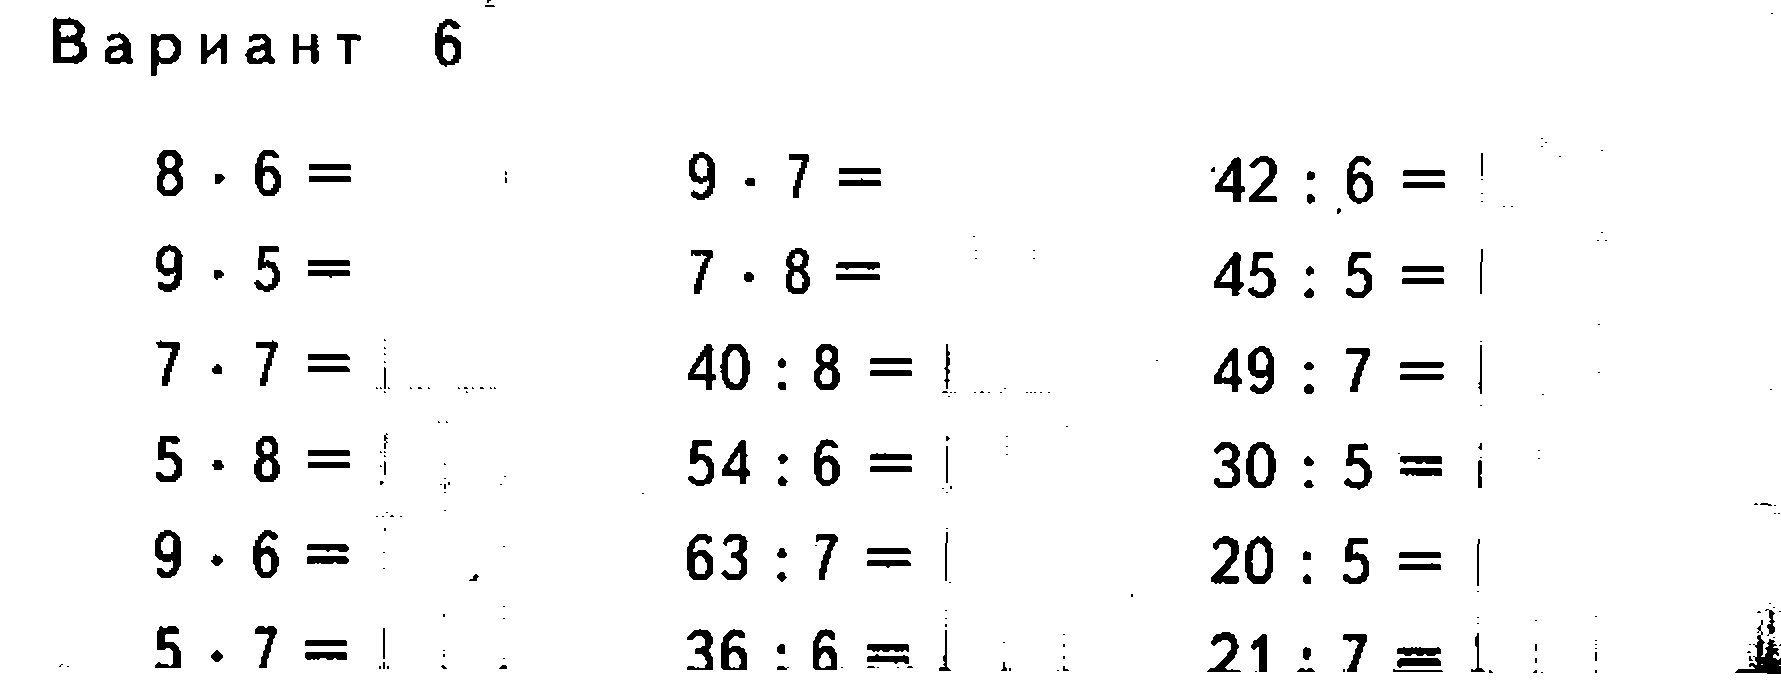 Вариант 6
8 · 6 = 9 · 7 = 42 : 6 =
9 · 5 = 7 · 8 = 45 : 5 =
7 · 7 = 40 : 8 = 49 : 7 =
5 · 8 = 54 : 6 = 30 : 5 =
9 · 6 = 63 : 7 = 20 : 5 =
5 · 7 = 36 : 6 = 21 : 7 =